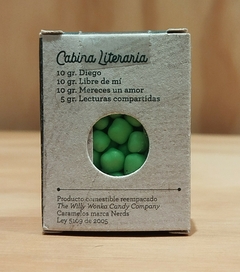 Cabina Literaria
10 gr. Diego
10 gr. Libre de mí
10 gr. Mereces un amor
5 gr. Lecturas compartidas
Producto comestible reempacado
The Willy Wonka Candy Company
Caramelos marca Nerds
Ley 8109 de 2005